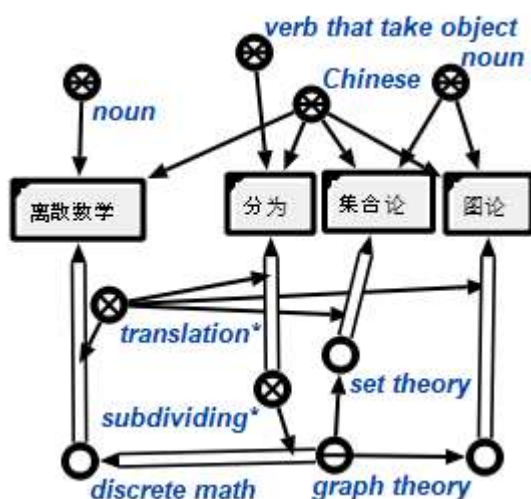 verb that take object
noun
Chinese
noun
离散数学
分为
集合论
图论
translation*
set theory
subdividing*
discrete math
graph theory